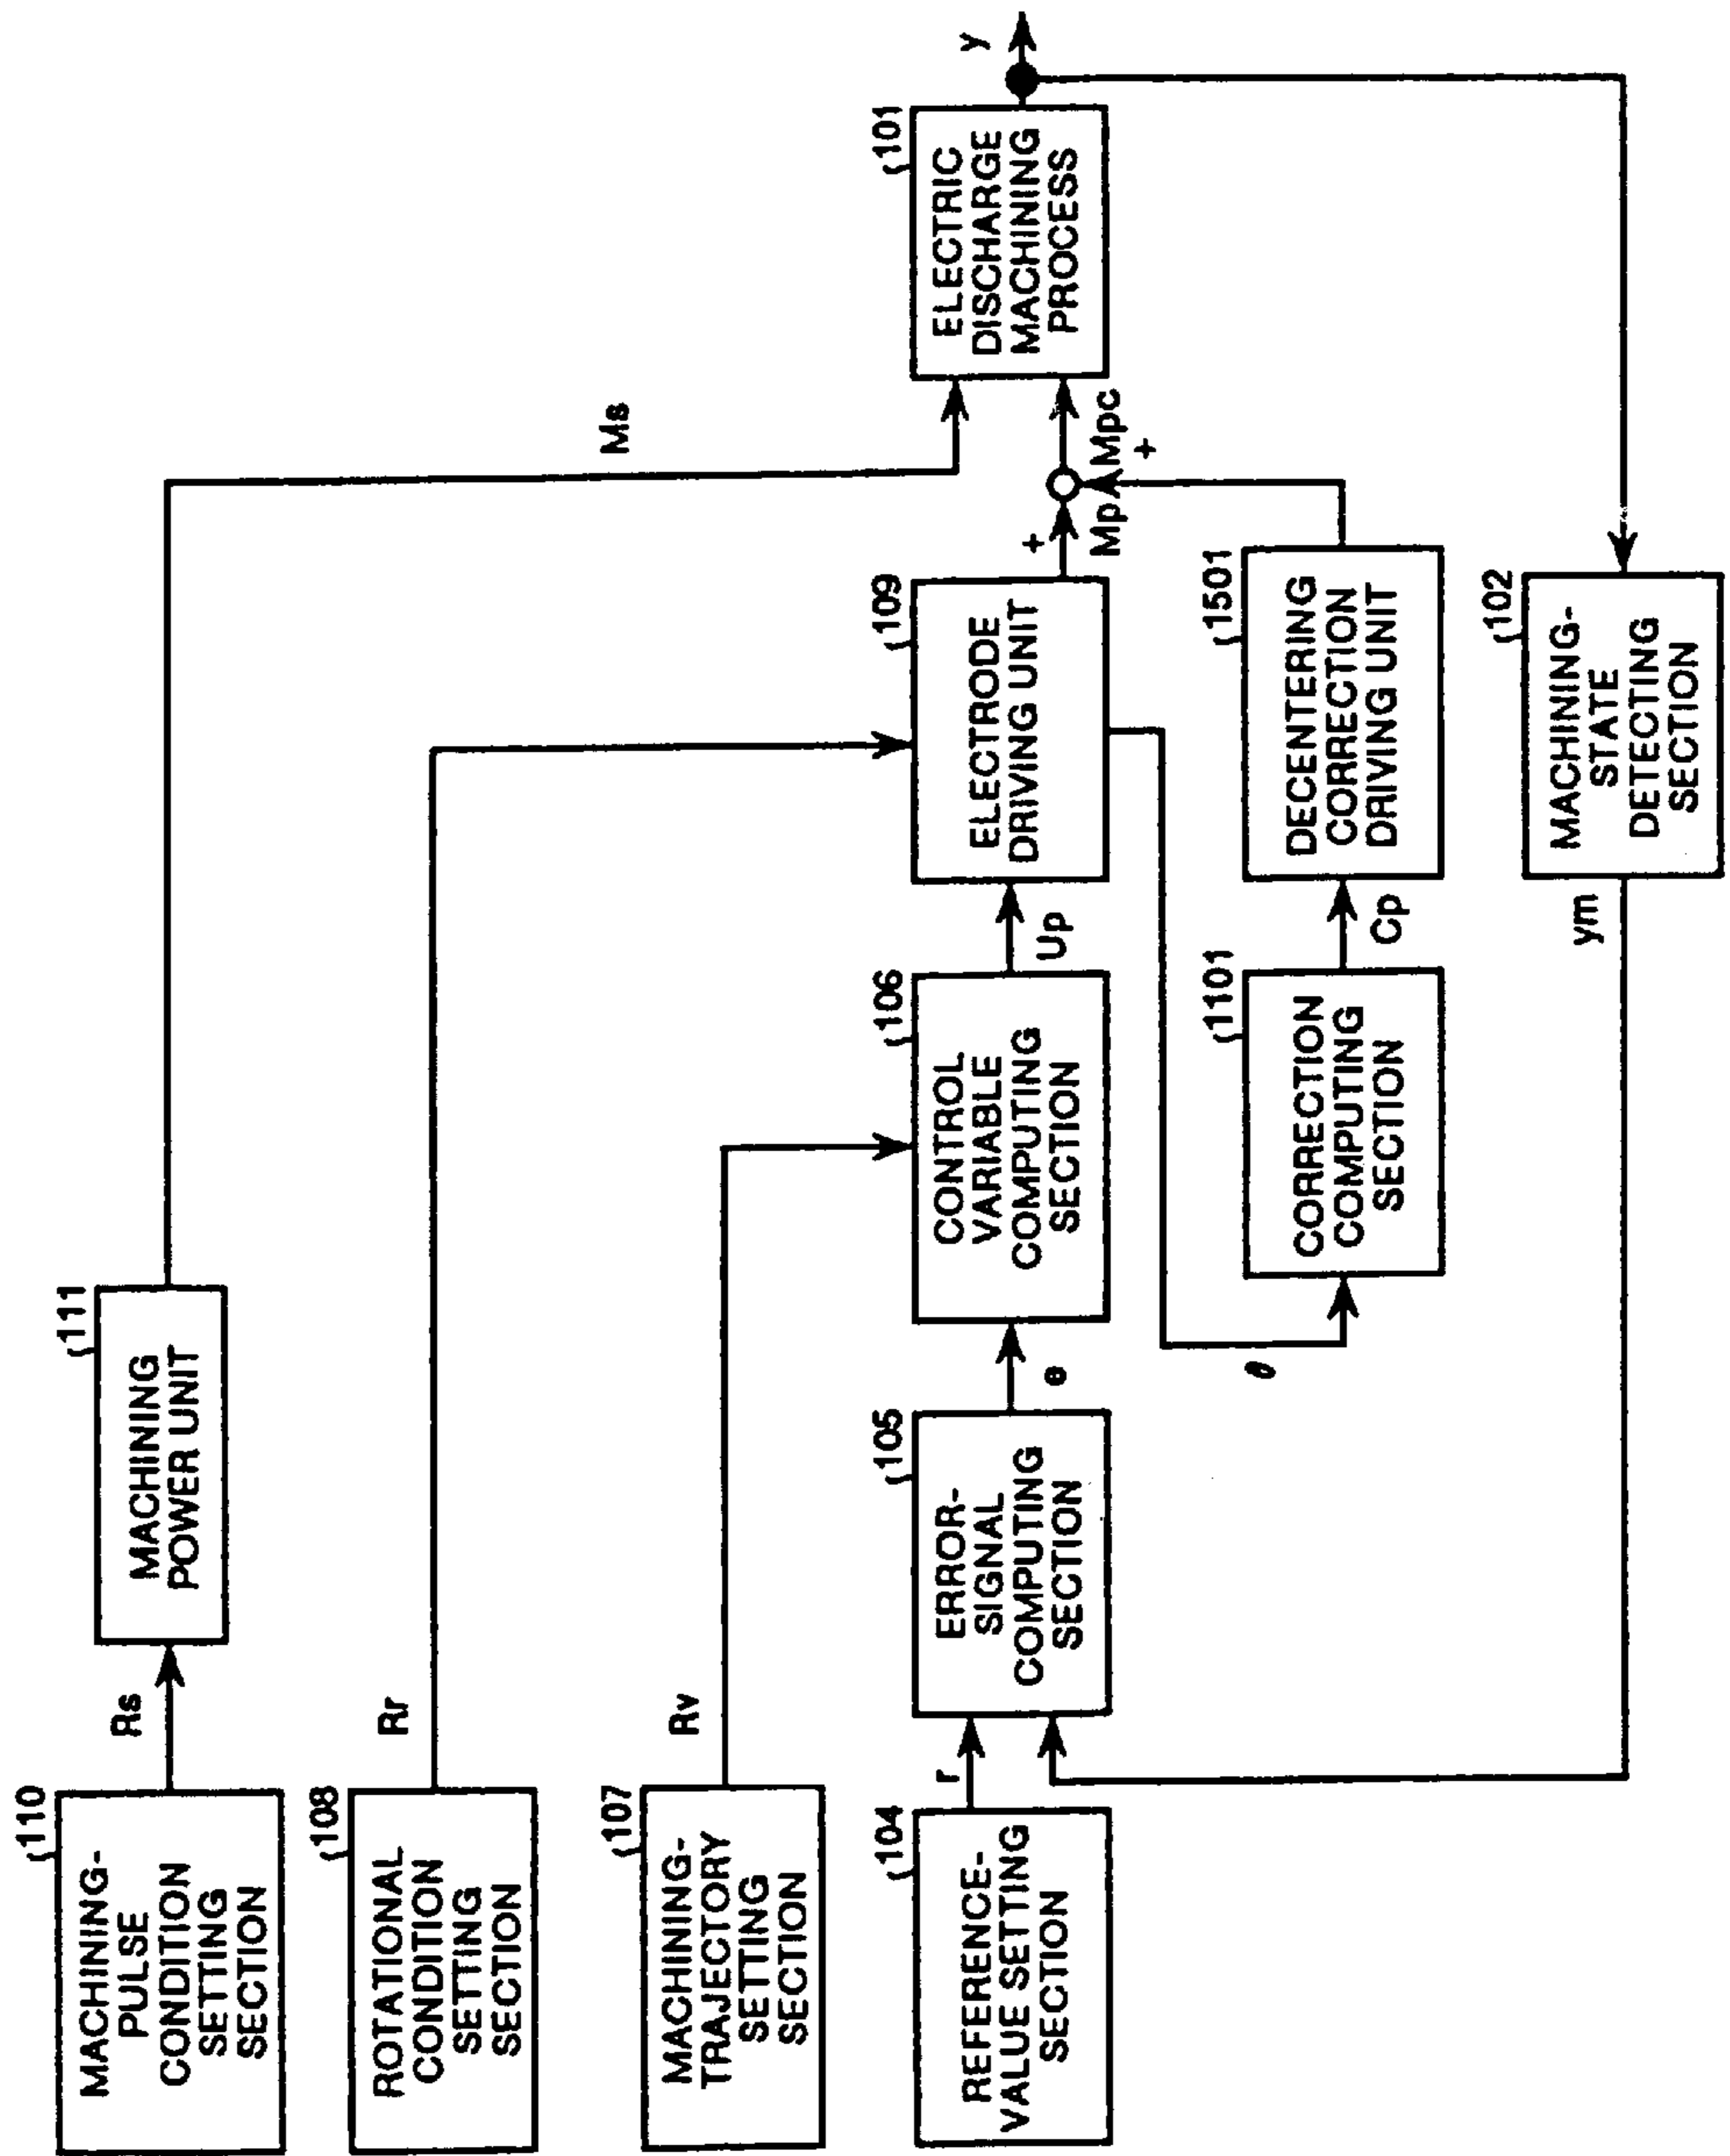 110
MACHINING-
PULSE
CONDITION
SETTING
SECTION
Rs
111
MACHINING
POWER UNIT
Ms
108
ROTATIONAL
CONDITION
SETTING
SECTION
Rr
107
MACHINING-
TRAJECTORY
SETTING
SECTION
Rv
104
REFERENCE-
VALUE SETTING
SECTION
r
105
ERROR-
SIGNAL
COMPUTING
SECTION
e
106
CONTROL
VARIABLE
COMPUTING
SECTION
Up
109
ELECTRODE
DRIVING UNIT
+
Mp
Mpc
+
101
ELECTRIC
DISCHARGE
MACHINING
PROCESS
y
1101
CORRECTION
COMPUTING
SECTION
Cp
1501
DECENTERING
CORRECTION
DRIVING UNIT
102
MACHINING-
STATE
DETECTING
SECTION
ym